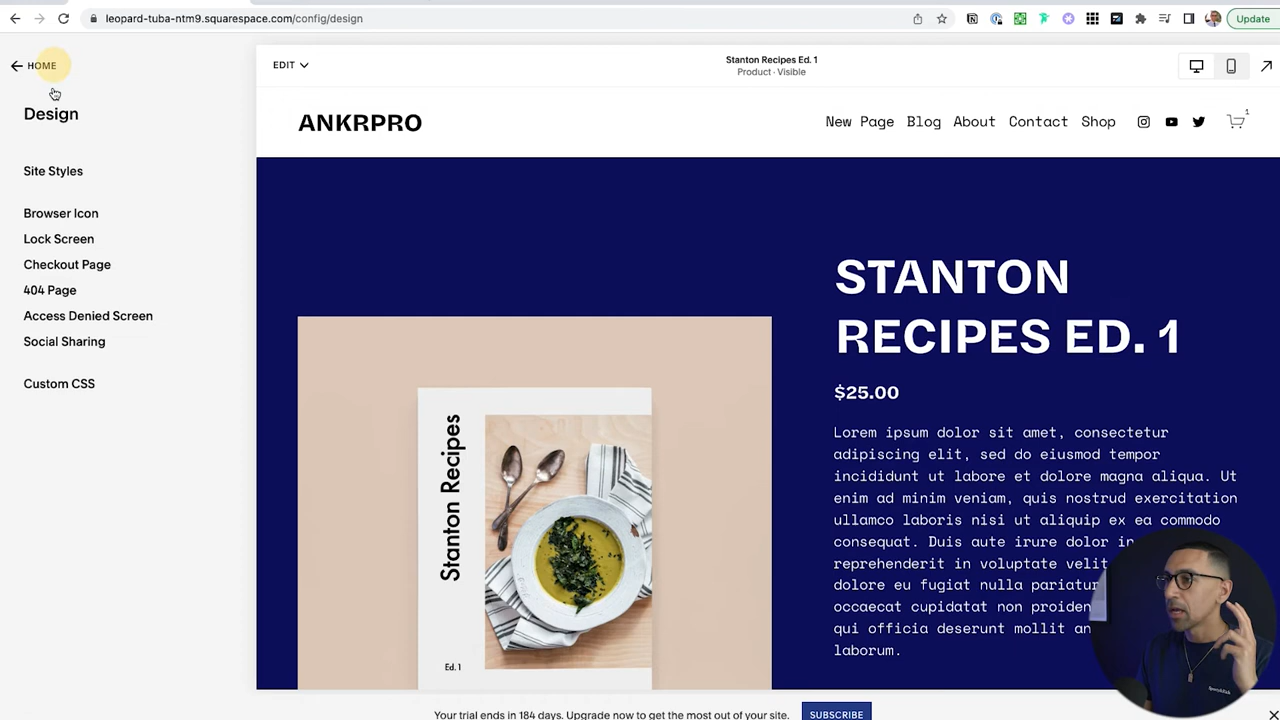 leopard-tuba-ntm9.squarespace.com/config/design
Update
HOME
Design
Site Styles
Browser Icon
Lock Screen
Checkout Page
404 Page
Access Denied Screen
Social Sharing
Custom CSS
EDIT
Stanton Recipes Ed. 1
Product · Visible
ANKRPRO
New Page Blog About Contact Shop
1
STANTON
RECIPES ED. 1
$25.00
Lorem ipsum dolor sit amet, consectetur
adipiscing elit, sed do eiusmod tempor
incididunt ut labore et dolore magna aliqua. Ut
enim ad minim veniam, quis nostrud exercitation
ullamco laboris nisi ut aliquip ex ea commodo
consequat. Duis aute irure dolor in
reprehenderit in voluptate velit
dolore eu fugiat nulla pariatur
occaecat cupidatat non proiden
qui officia deserunt mollit an
laborum.
Stanton Recipes
Ed. 1
Your trial ends in 184 days. Upgrade now to get the most out of your site.
SUBSCRIBE